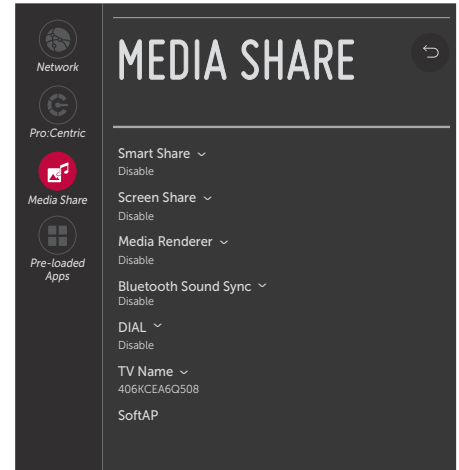 MEDIA SHARE
Network
Pro:Centric
Media Share
Pre-loaded
Apps
Smart Share
Disable
Screen Share
Disable
Media Renderer
Disable
Bluetooth Sound Sync
Disable
DIAL
Disable
TV Name
406KCEA6Q508
SoftAP